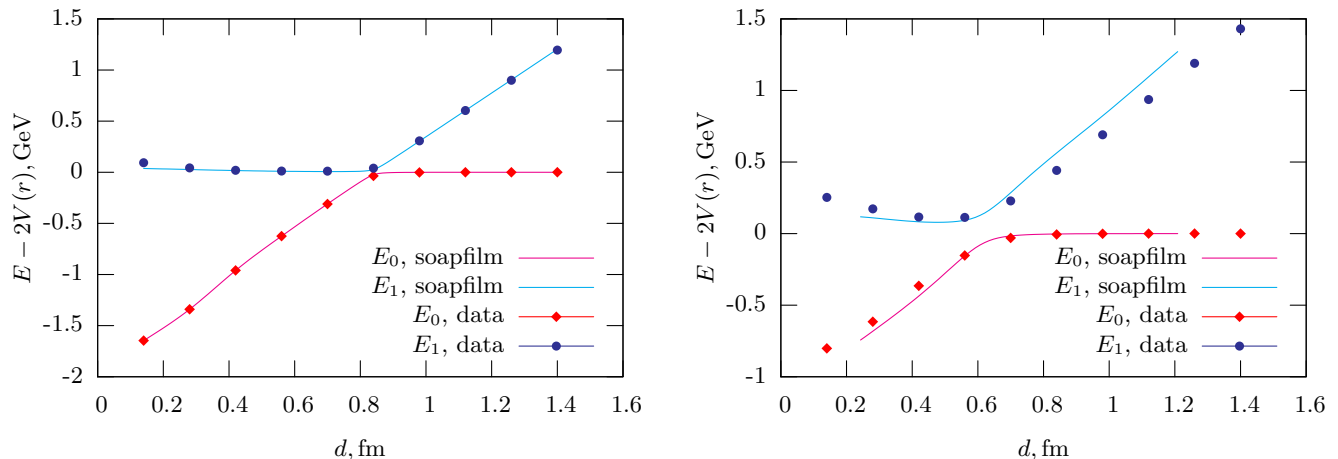 1.5
1
0.5
0
-0.5
-1
-1.5
-2
E − 2V(r), GeV
0 0.2 0.4 0.6 0.8 1 1.2 1.4 1.6
d, fm
E₀, soapfilm
E₁, soapfilm
E₀, data
E₁, data
1.5
1
0.5
0
-0.5
-1
E − 2V(r), GeV
0 0.2 0.4 0.6 0.8 1 1.2 1.4 1.6
d, fm
E₀, soapfilm
E₁, soapfilm
E₀, data
E₁, data